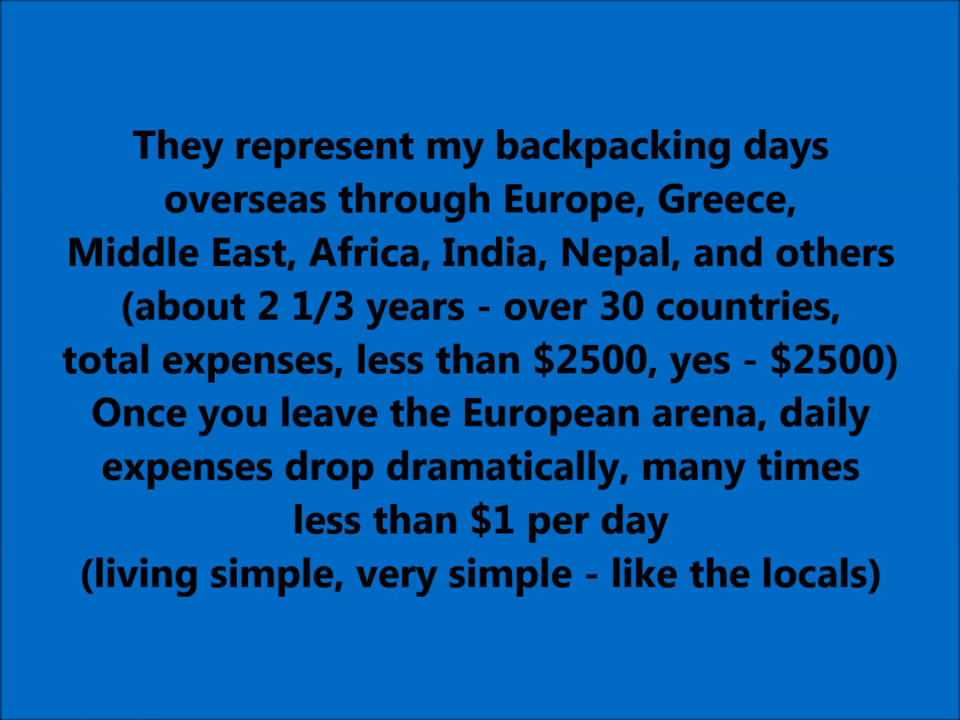 They represent my backpacking days
overseas through Europe, Greece,
Middle East, Africa, India, Nepal, and others
(about 2 1/3 years - over 30 countries,
total expenses, less than $2500, yes - $2500)
Once you leave the European arena, daily
expenses drop dramatically, many times
less than $1 per day
(living simple, very simple - like the locals)